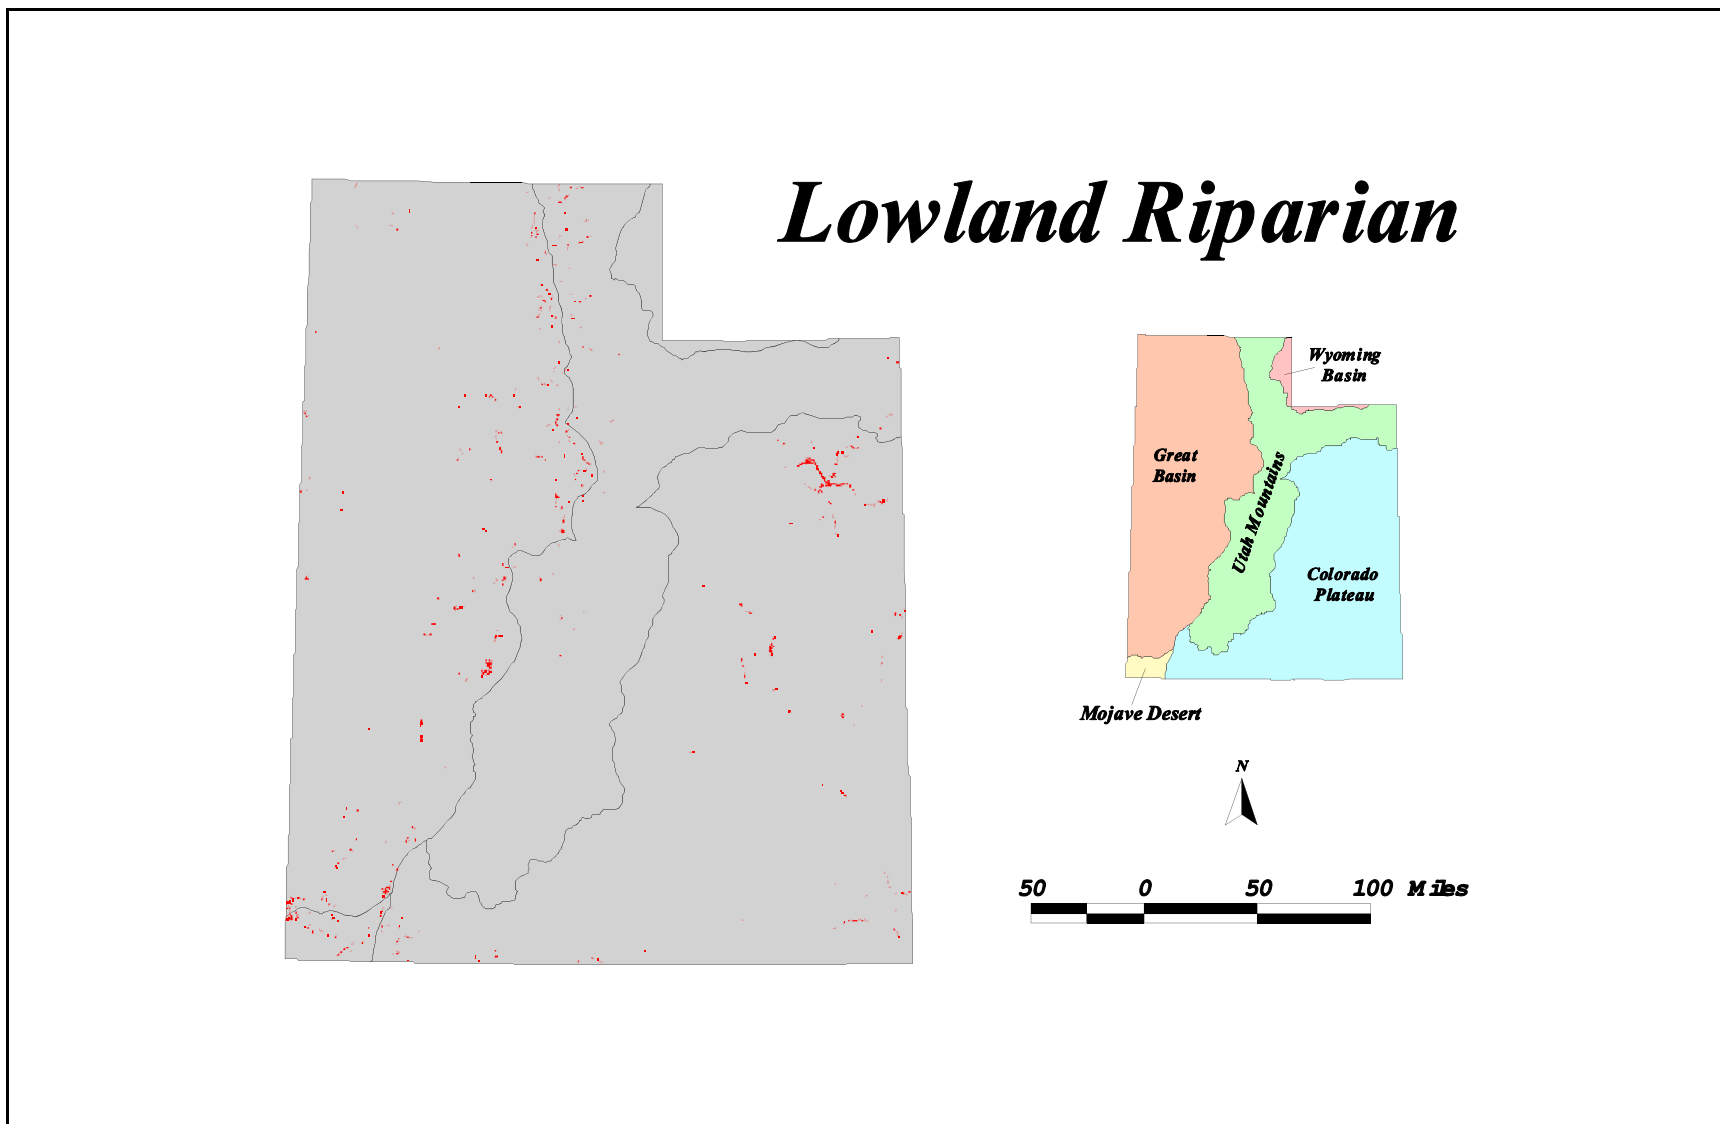 Lowland Riparian
Wyoming
Basin
Great
Basin
Utah Mountains
Colorado
Plateau
Mojave Desert
N
50 0 50 100 Miles